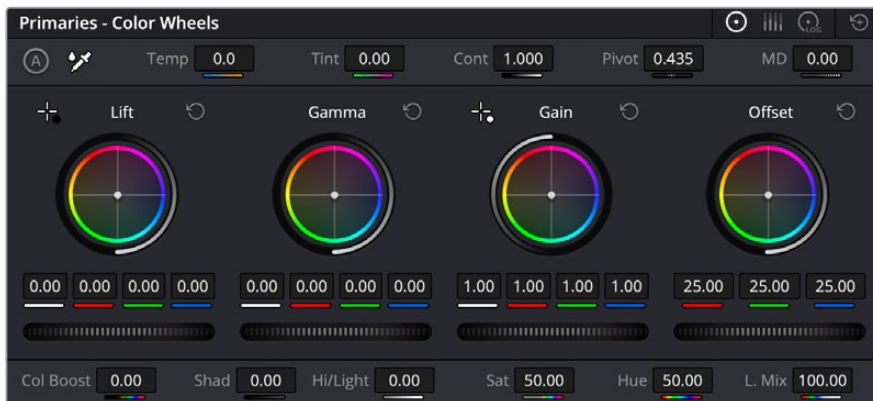 Primaries - Color Wheels
LOG
A Temp 0.0 Tint 0.00 Cont 1.000 Pivot 0.435 MD 0.00
Lift Gamma Gain Offset
0.00 0.00 0.00 0.00 0.00 0.00 0.00 0.00 1.00 1.00 1.00 1.00 25.00 25.00 25.00
Col Boost 0.00 Shad 0.00 Hi/Light 0.00 Sat 50.00 Hue 50.00 L. Mix 100.00